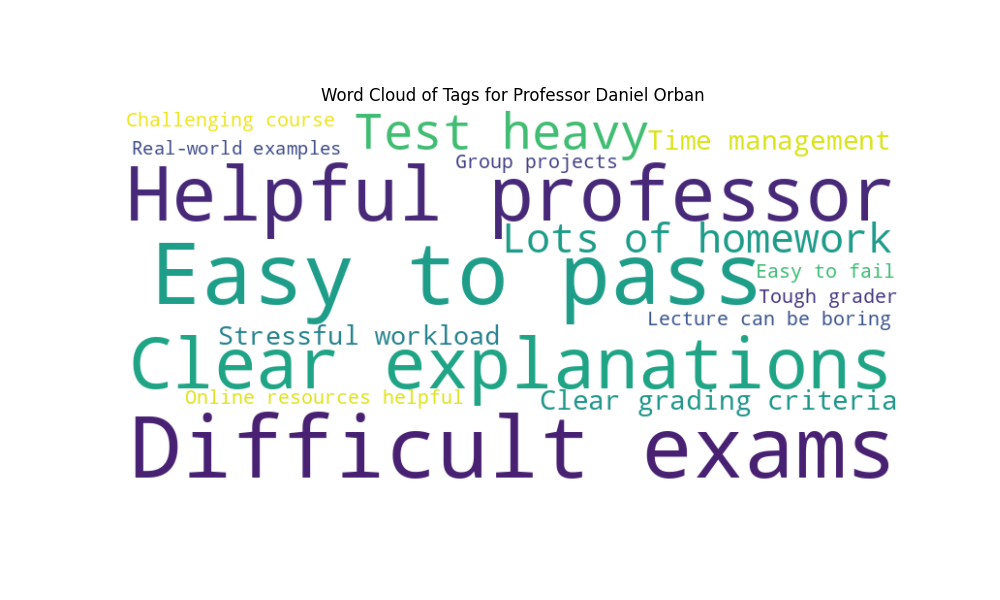 Word Cloud of Tags for Professor Daniel Orban
Challenging course
Test heavy
Time management
Real-world examples
Group projects
Helpful professor
Lots of homework
Easy to pass
Easy to fail
Tough grader
Lecture can be boring
Stressful workload
Clear explanations
Online resources helpful
Clear grading criteria
Difficult exams